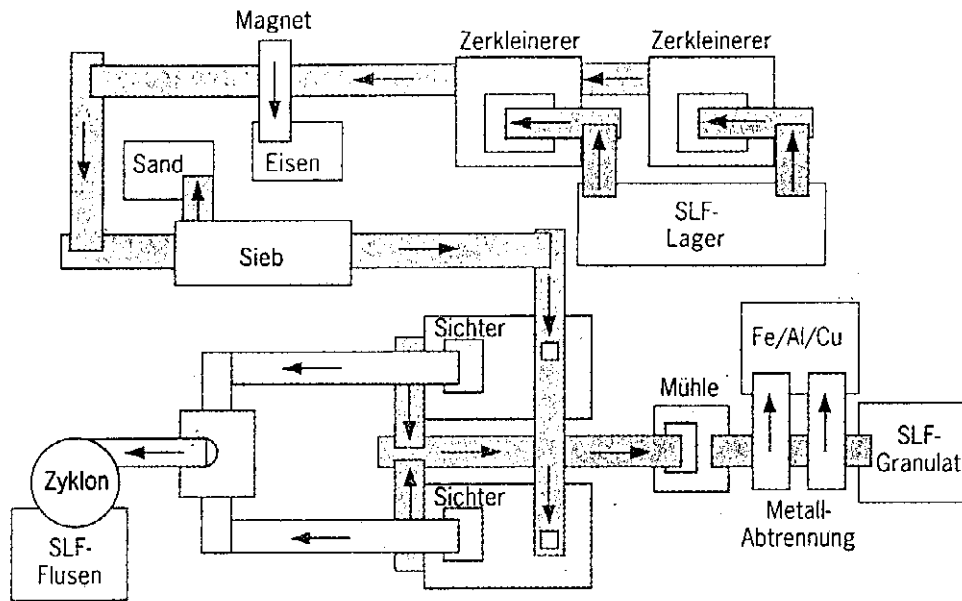 Magnet
Zerkleinerer
Zerkleinerer
Sand
Eisen
SLF-
Lager
Sieb
Sichter
Fe/Al/Cu
Mühle
SLF-
Granulat
Zyklon
Sichter
Metall-
Abtrennung
SLF-
Flusen